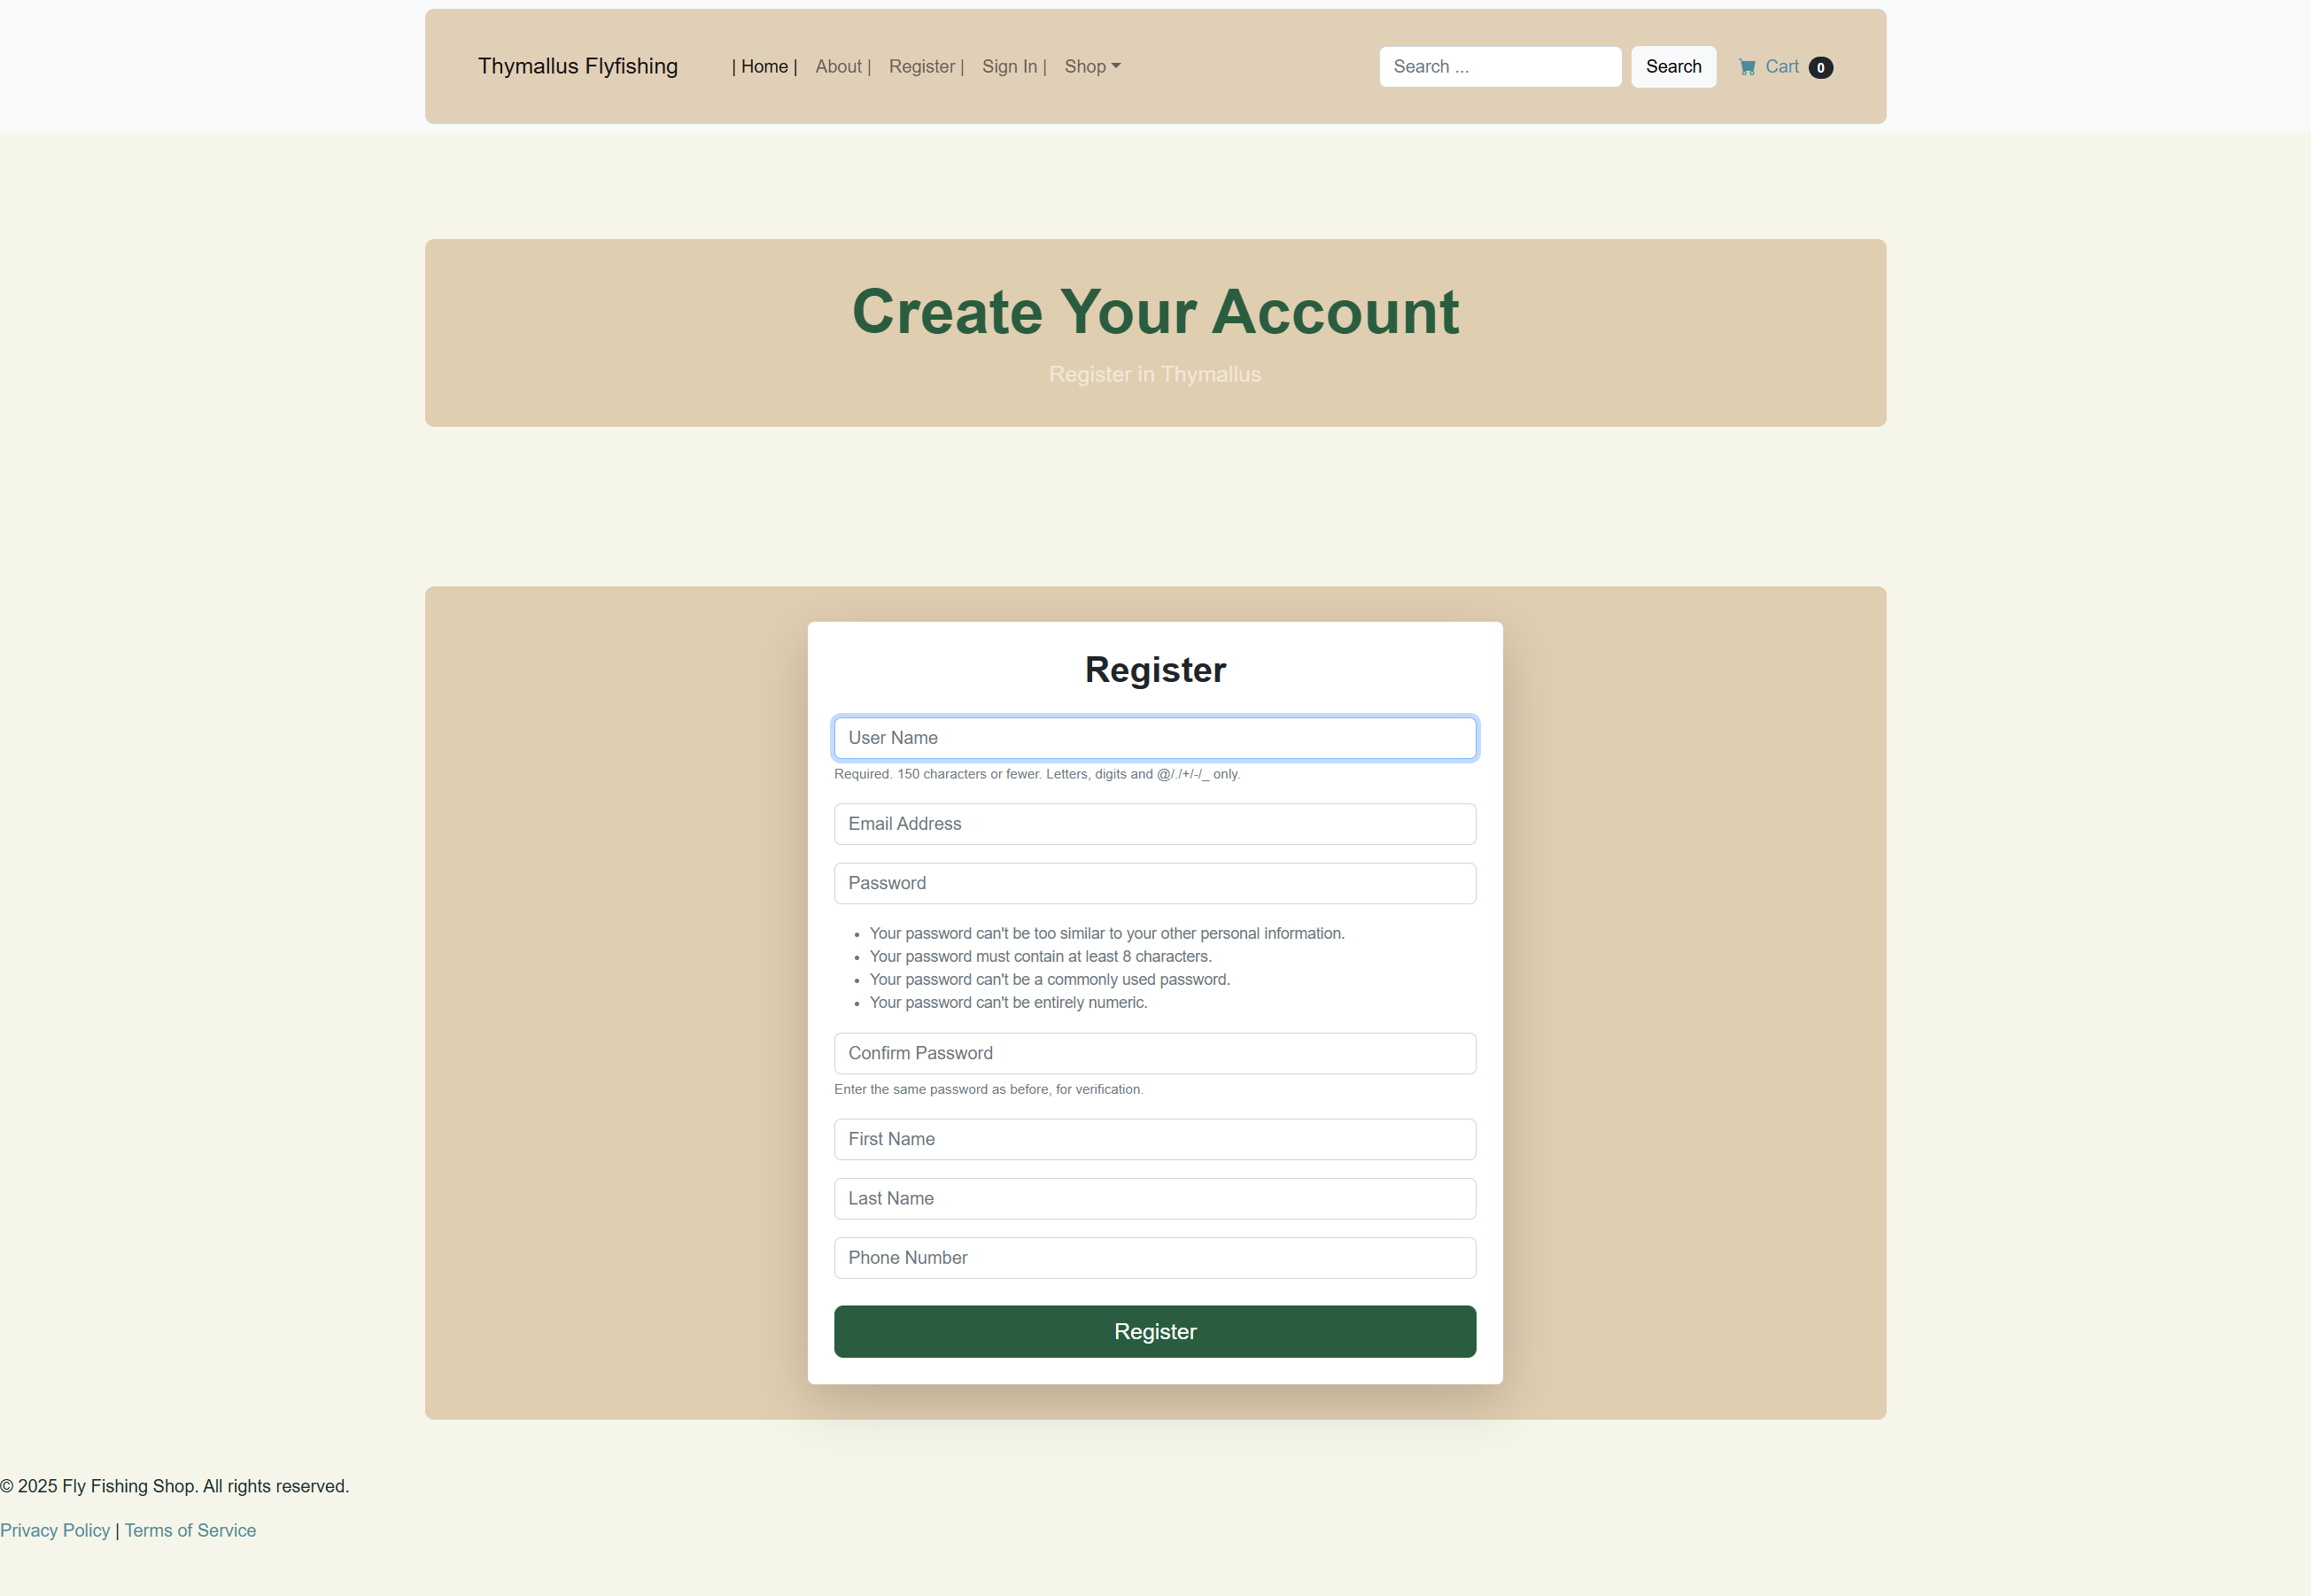 Thymallus Flyfishing | Home | About | Register | Sign In | Shop Search ... Search Cart 0
Create Your Account
Register in Thymallus
Register
User Name
Required. 150 characters or fewer. Letters, digits and @/./+/-/_ only.
Email Address
Password
Your password can't be too similar to your other personal information.
Your password must contain at least 8 characters.
Your password can't be a commonly used password.
Your password can't be entirely numeric.
Confirm Password
Enter the same password as before, for verification.
First Name
Last Name
Phone Number
Register
© 2025 Fly Fishing Shop. All rights reserved.
Privacy Policy | Terms of Service